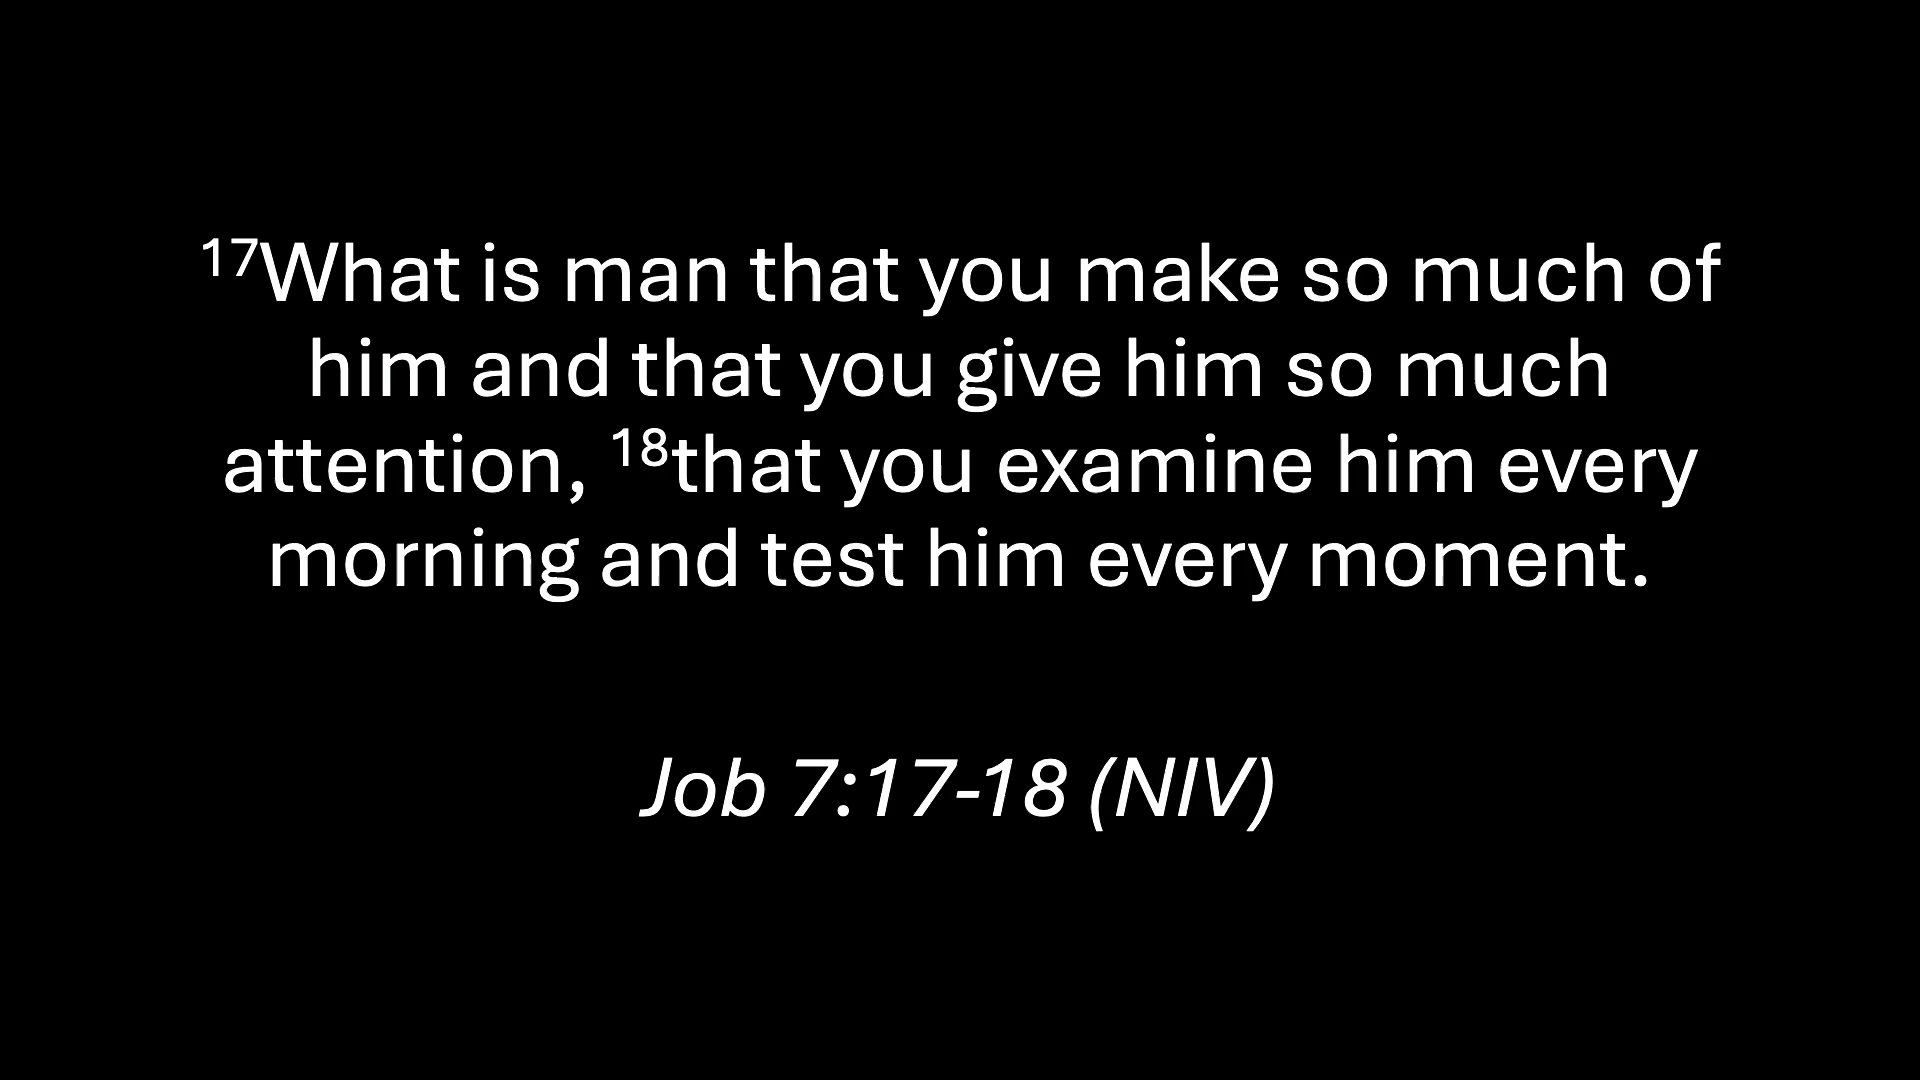 ¹⁷What is man that you make so much of
him and that you give him so much
attention, ¹⁸that you examine him every
morning and test him every moment.
Job 7:17-18 (NIV)